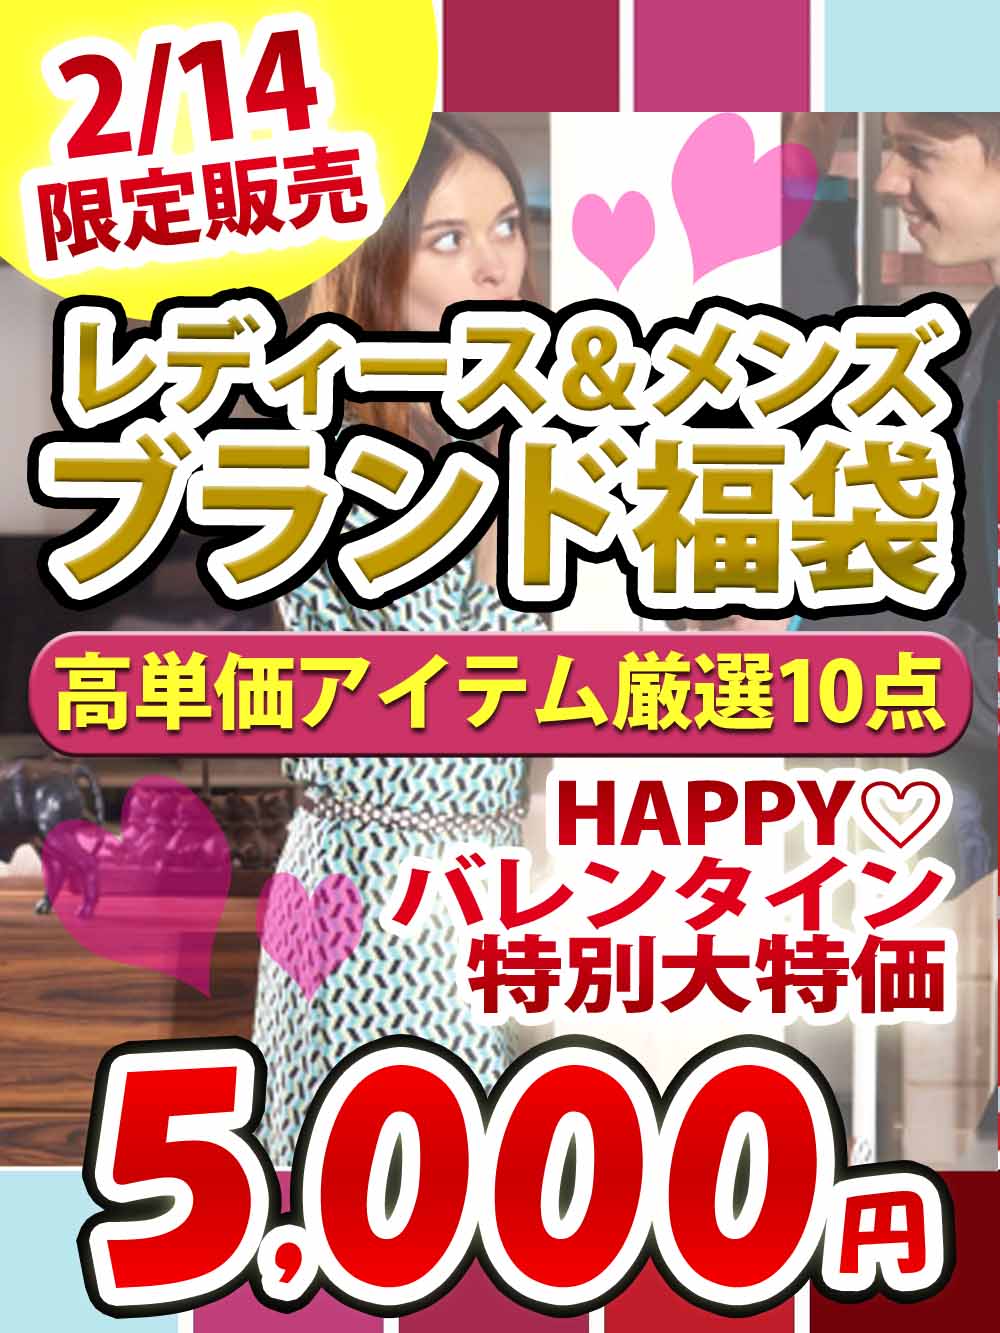 2/14
限定販売
レディース&メンズ
ブランド福袋
高単価アイテム厳選10点
HAPPY♡
バレンタイン
特別大特価
5,000円